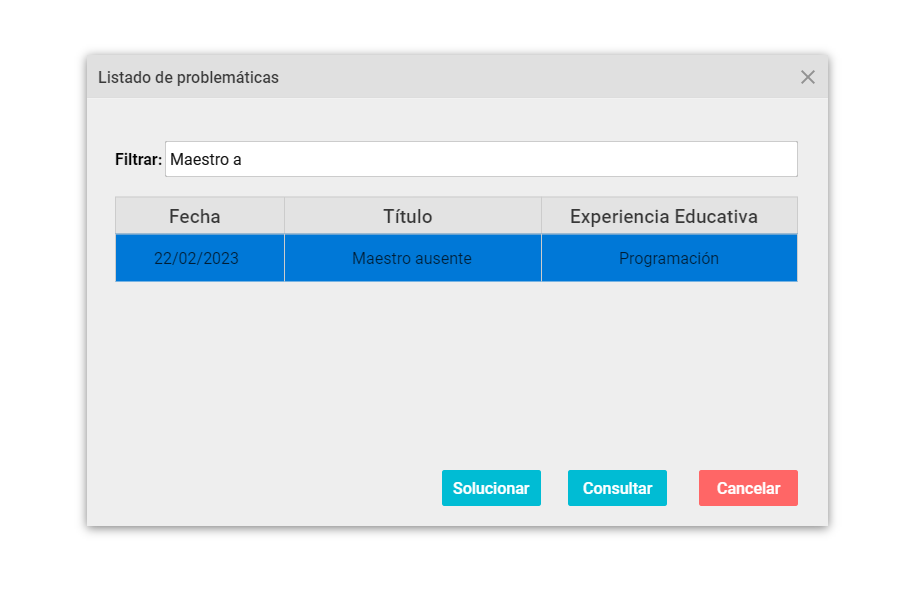 Listado de problemáticas
Filtrar: Maestro a
Fecha Título Experiencia Educativa
22/02/2023 Maestro ausente Programación
Solucionar Consultar Cancelar